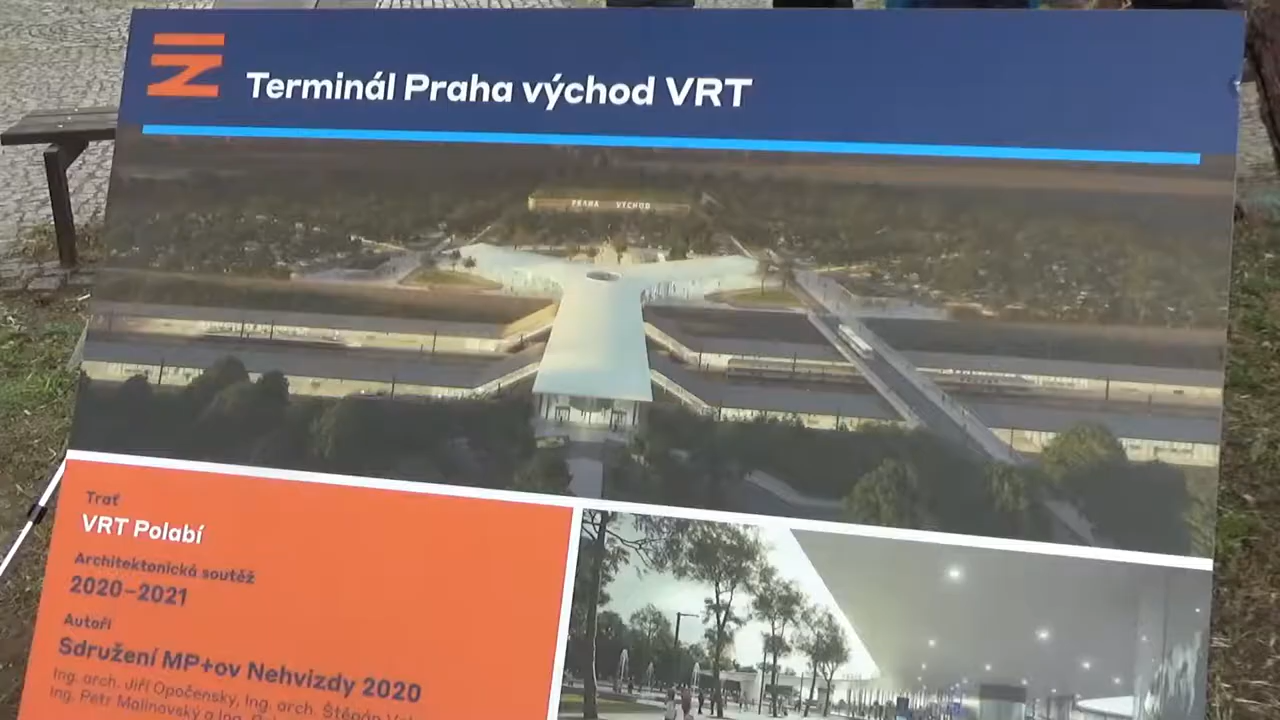 Terminál Praha východ VRT
PRAHA VÝCHOD
Trať
VRT Polabí
Architektonická soutěž
2020–2021
Autoři
Sdružení MP+ov Nehvizdy 2020
Ing. arch. Jiří Opočenský, Ing. arch. Štěpán
Ing. Petr Malinovský a Ing.